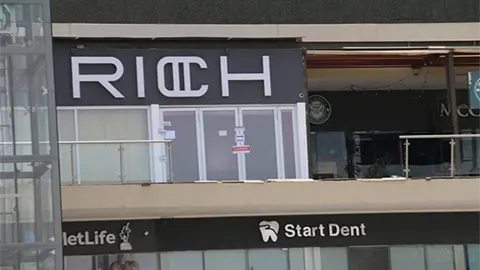 RICH
MetLife
Start Dent